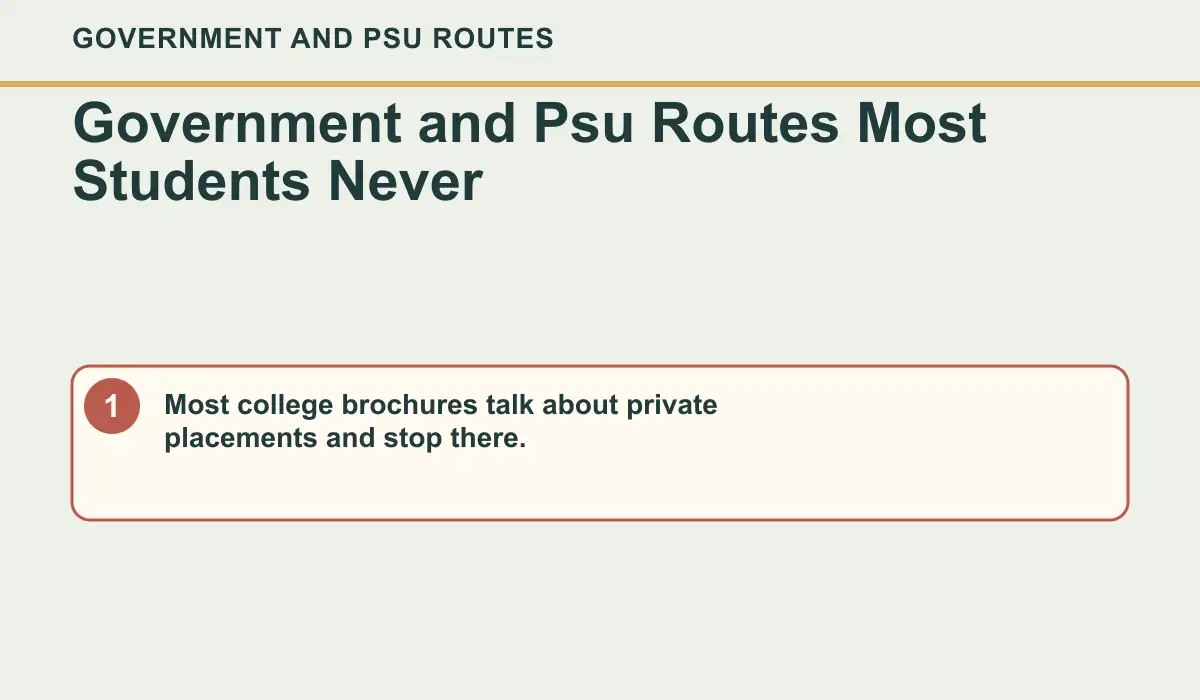 GOVERNMENT AND PSU ROUTES
Government and Psu Routes Most
Students Never
1
Most college brochures talk about private
placements and stop there.